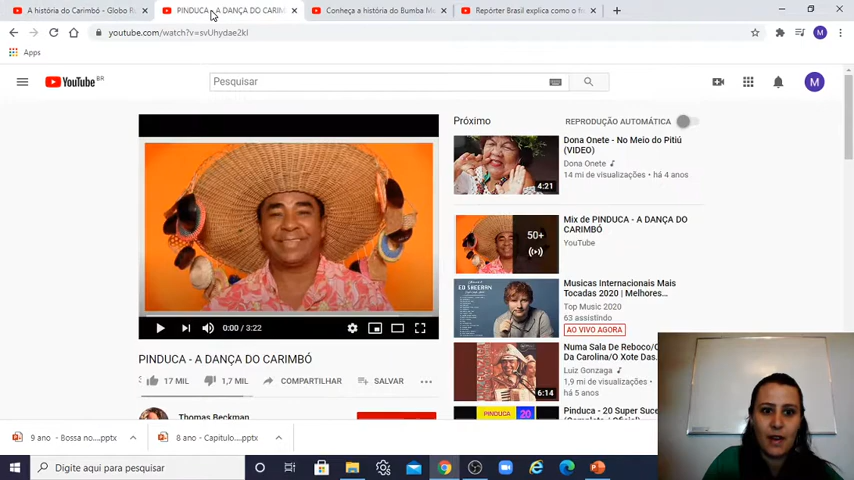 A história do Carimbó - Globo R
PINDUCA - A DANÇA DO CARIM
Conheça a história do Bumba Me
Repórter Brasil explica como o fr
youtube.com/watch?v=svUhydae2kI
Apps
YouTube BR
Pesquisar
M
Próximo
REPRODUÇÃO AUTOMÁTICA
Dona Onete - No Meio do Pitiú
(VIDEO)
Dona Onete
14 mi de visualizações • há 4 anos
4:21
Mix de PINDUCA - A DANÇA DO
CARIMBÓ
YouTube
50+
Musicas Internacionais Mais
Tocadas 2020 | Melhores...
Top Music 2020
63 assistindo
AO VIVO AGORA
ED SHEERAN
0:00 / 3:22
PINDUCA - A DANÇA DO CARIMBÓ
17 MIL
1,7 MIL
COMPARTILHAR
SALVAR
Numa Sala De Reboco/
Da Carolina/O Xote Das...
Luiz Gonzaga
1,9 mi de visualizações
há 5 anos
6:14
Pinduca - 20 Super Suce
PINDUCA 20
Thomas Beckman
9 ano - Bossa no....pptx
8 ano - Capitulo....pptx
Digite aqui para pesquisar